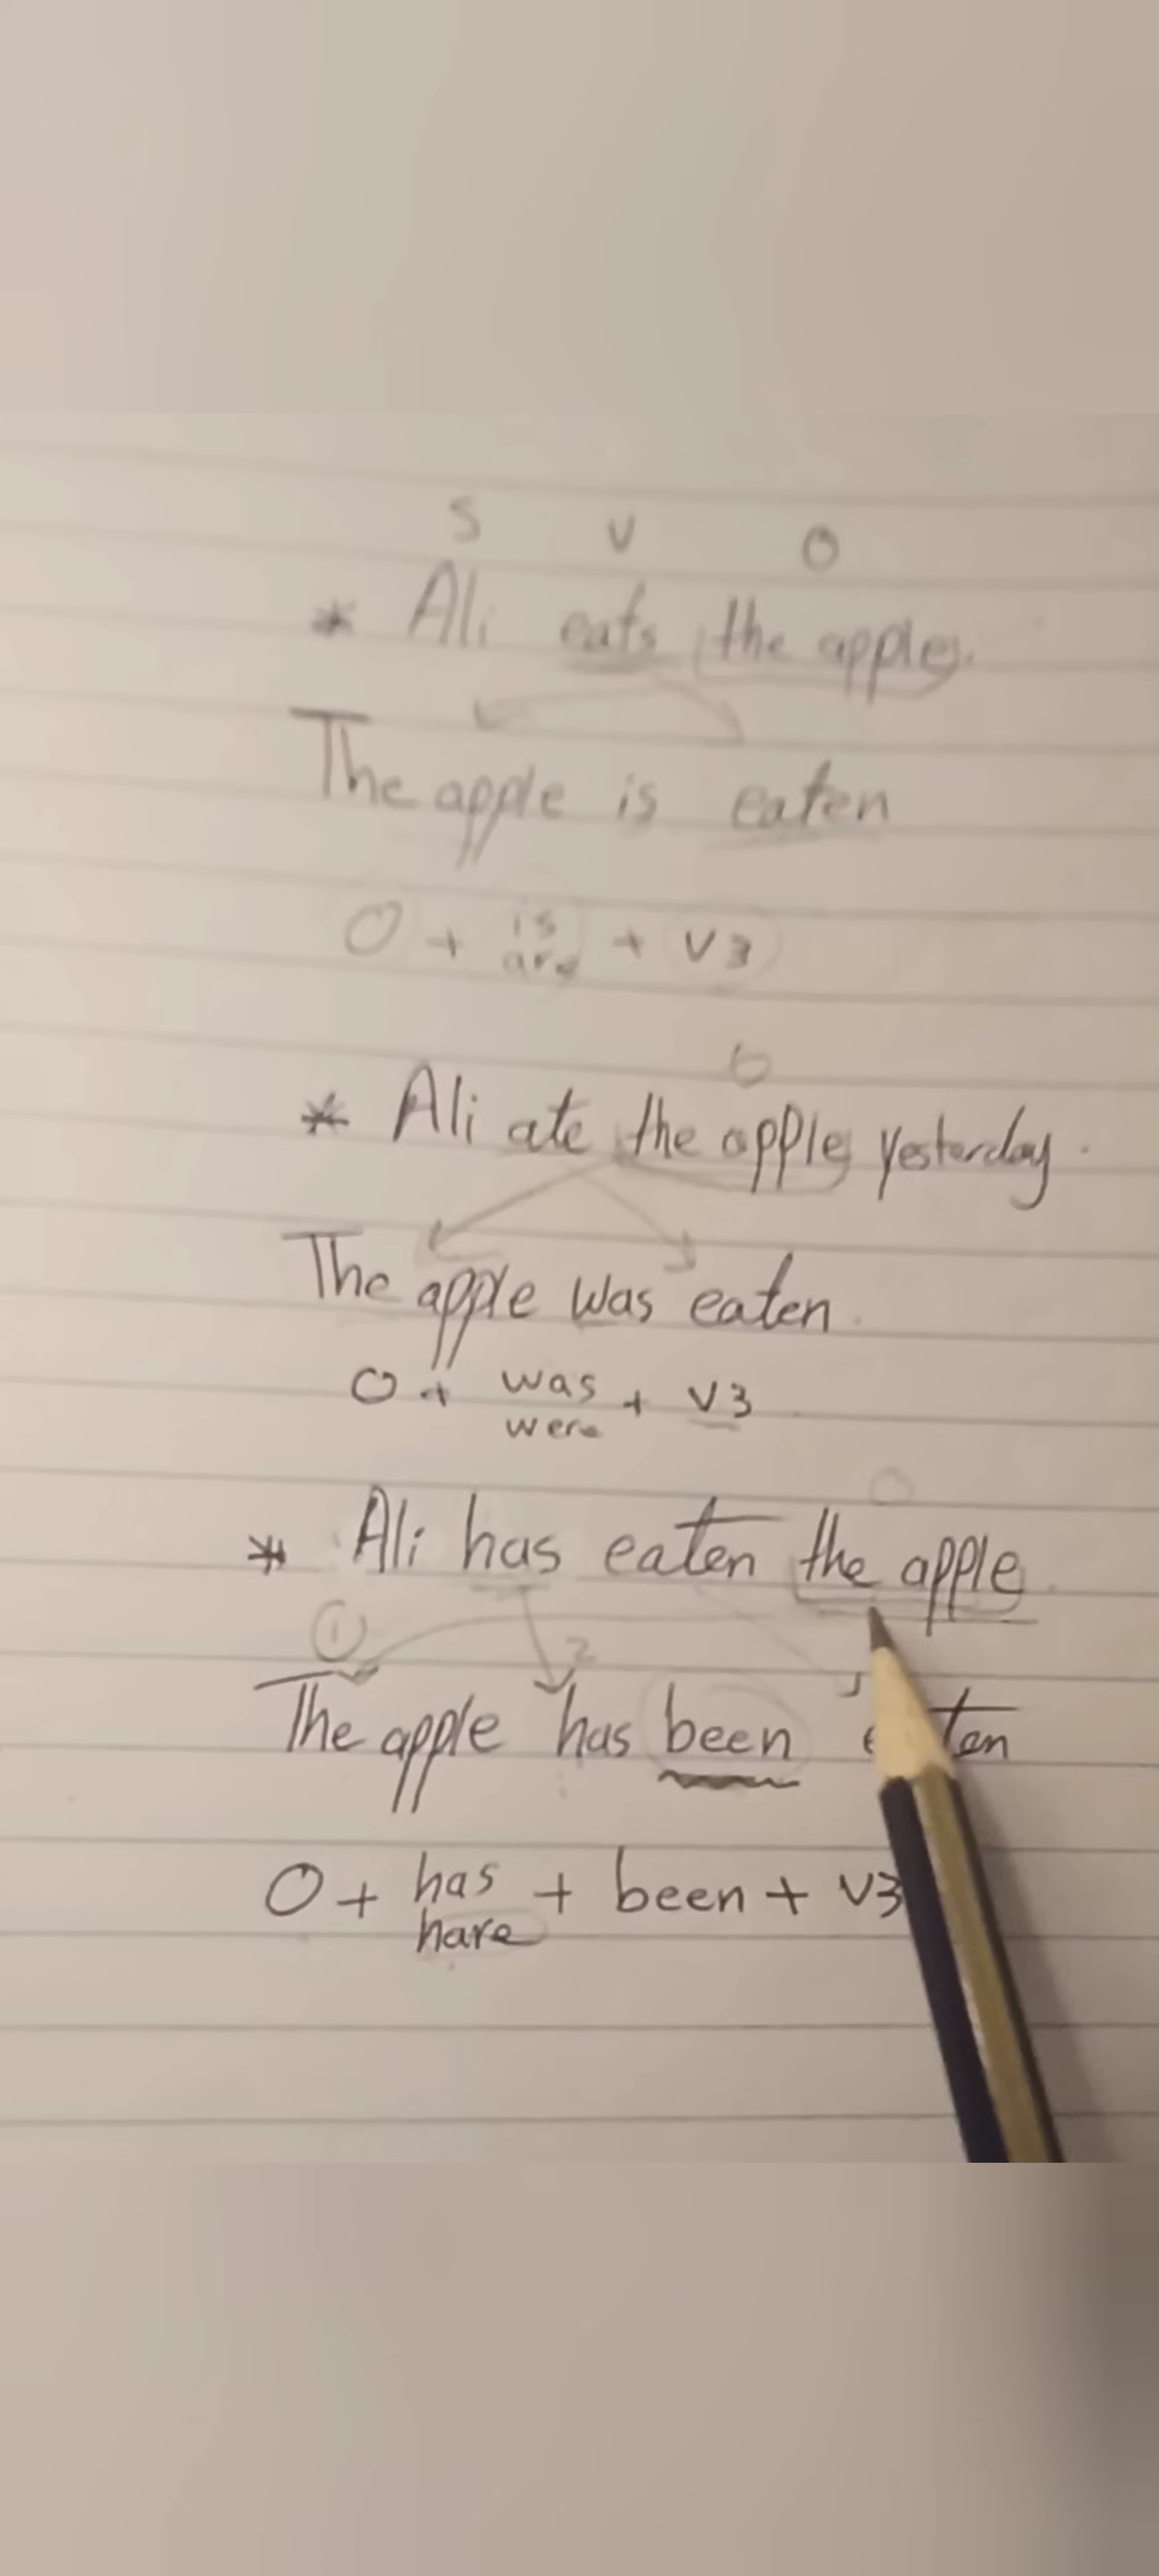 S V O
* Ali eats the apple.
The apple is eaten
O + is + V3
are
O
* Ali ate the apple yesterday.
The apple was eaten.
O + was + V3
were
O
* Ali has eaten the apple.
1 2
The apple has been
O + has + been + V3
have